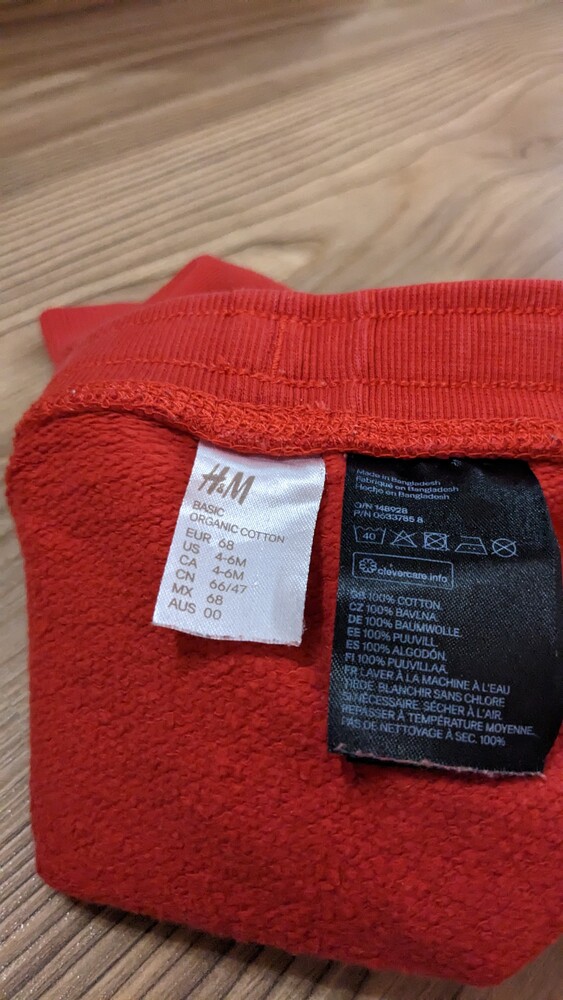 H&M
BASIC
ORGANIC COTTON
EUR 68
US 4-6M
CA 4-6M
CN 66/47
MX 68
AUS 00
Made in Bangladesh
Fabriqué en Bangladesh
Hecho en Bangladesh
O/N 148928
P/N 0633785 8
40
clevercare.info
GB 100% COTTON.
CZ 100% BAVLNA.
DE 100% BAUMWOLLE.
EE 100% PUUVILL.
ES 100% ALGODÓN.
FI 100% PUUVILLAA.
FR LAVER À LA MACHINE À L'EAU
TIÈDE. BLANCHIR SANS CHLORE
SI NÉCESSAIRE. SÉCHER À L'AIR.
REPASSER À TEMPÉRATURE MOYENNE.
PAS DE NETTOYAGE À SEC. 100%